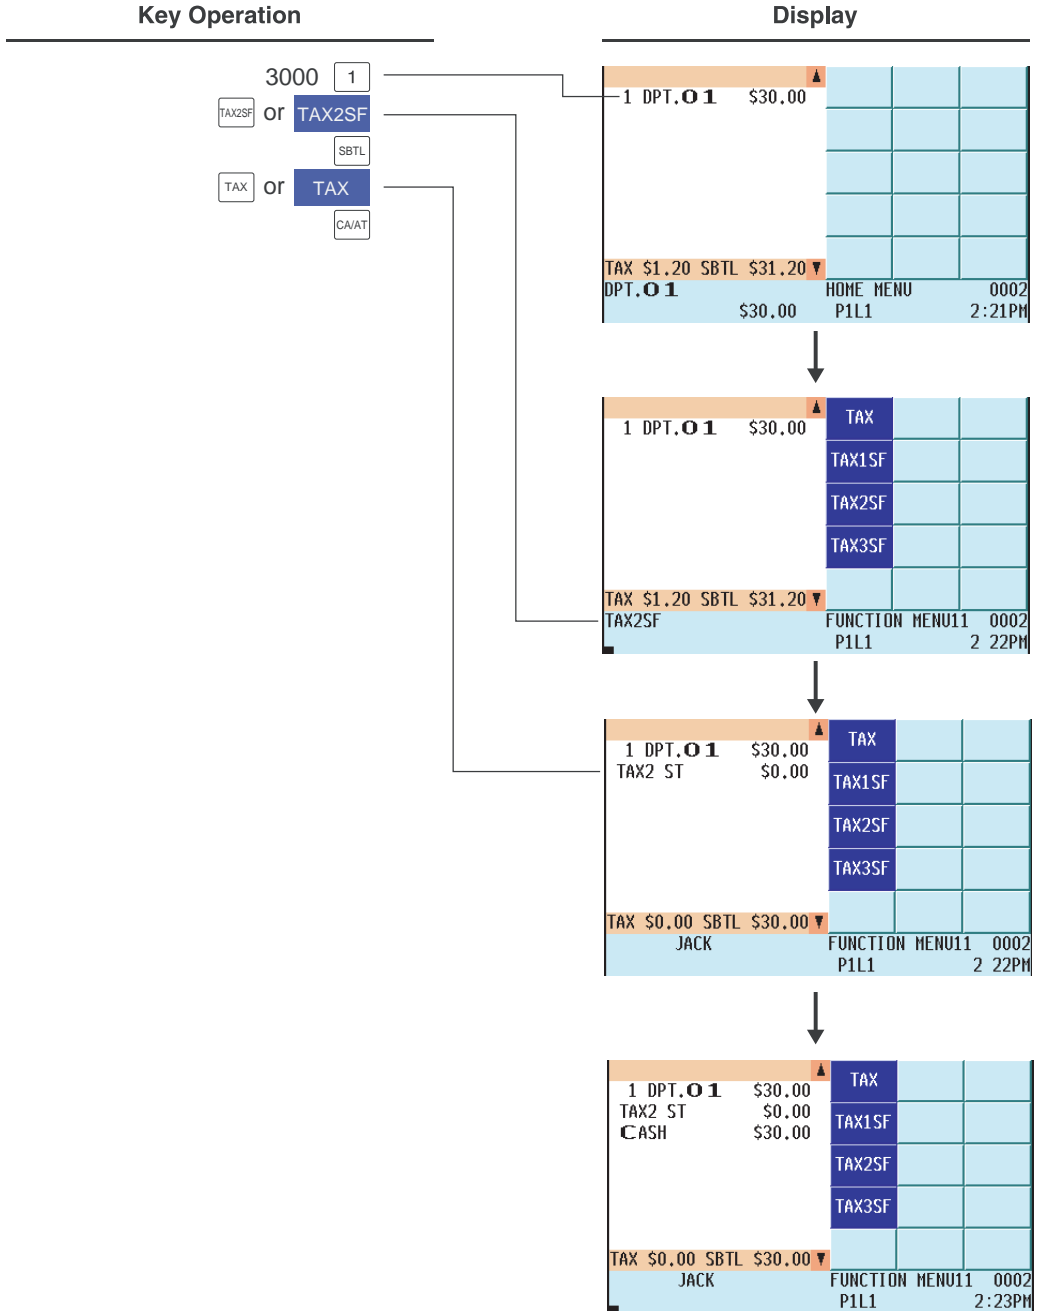 Key Operation
Display
3000 1
TAX2SF or TAX2SF
SBTL
TAX or TAX
CA/AT
1 DPT.01 $30.00
TAX $1.20 SBTL $31.20
DPT.01 HOME MENU 0002
$30.00 P1L1 2:21PM
TAX
1 DPT.01 $30.00
TAX1SF
TAX2SF
TAX3SF
TAX $1.20 SBTL $31.20
TAX2SF FUNCTION MENU11 0002
P1L1 2 22PM
TAX
1 DPT.01 $30.00
TAX2 ST $0.00
TAX1SF
TAX2SF
TAX3SF
TAX $0.00 SBTL $30.00
JACK FUNCTION MENU11 0002
P1L1 2 22PM
TAX
1 DPT.01 $30.00
TAX2 ST $0.00
TAX1SF
CASH $30.00
TAX2SF
TAX3SF
TAX $0.00 SBTL $30.00
JACK FUNCTION MENU11 0002
P1L1 2:23PM